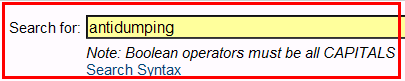 Search for: antidumping
Note: Boolean operators must be all CAPITALS
Search Syntax